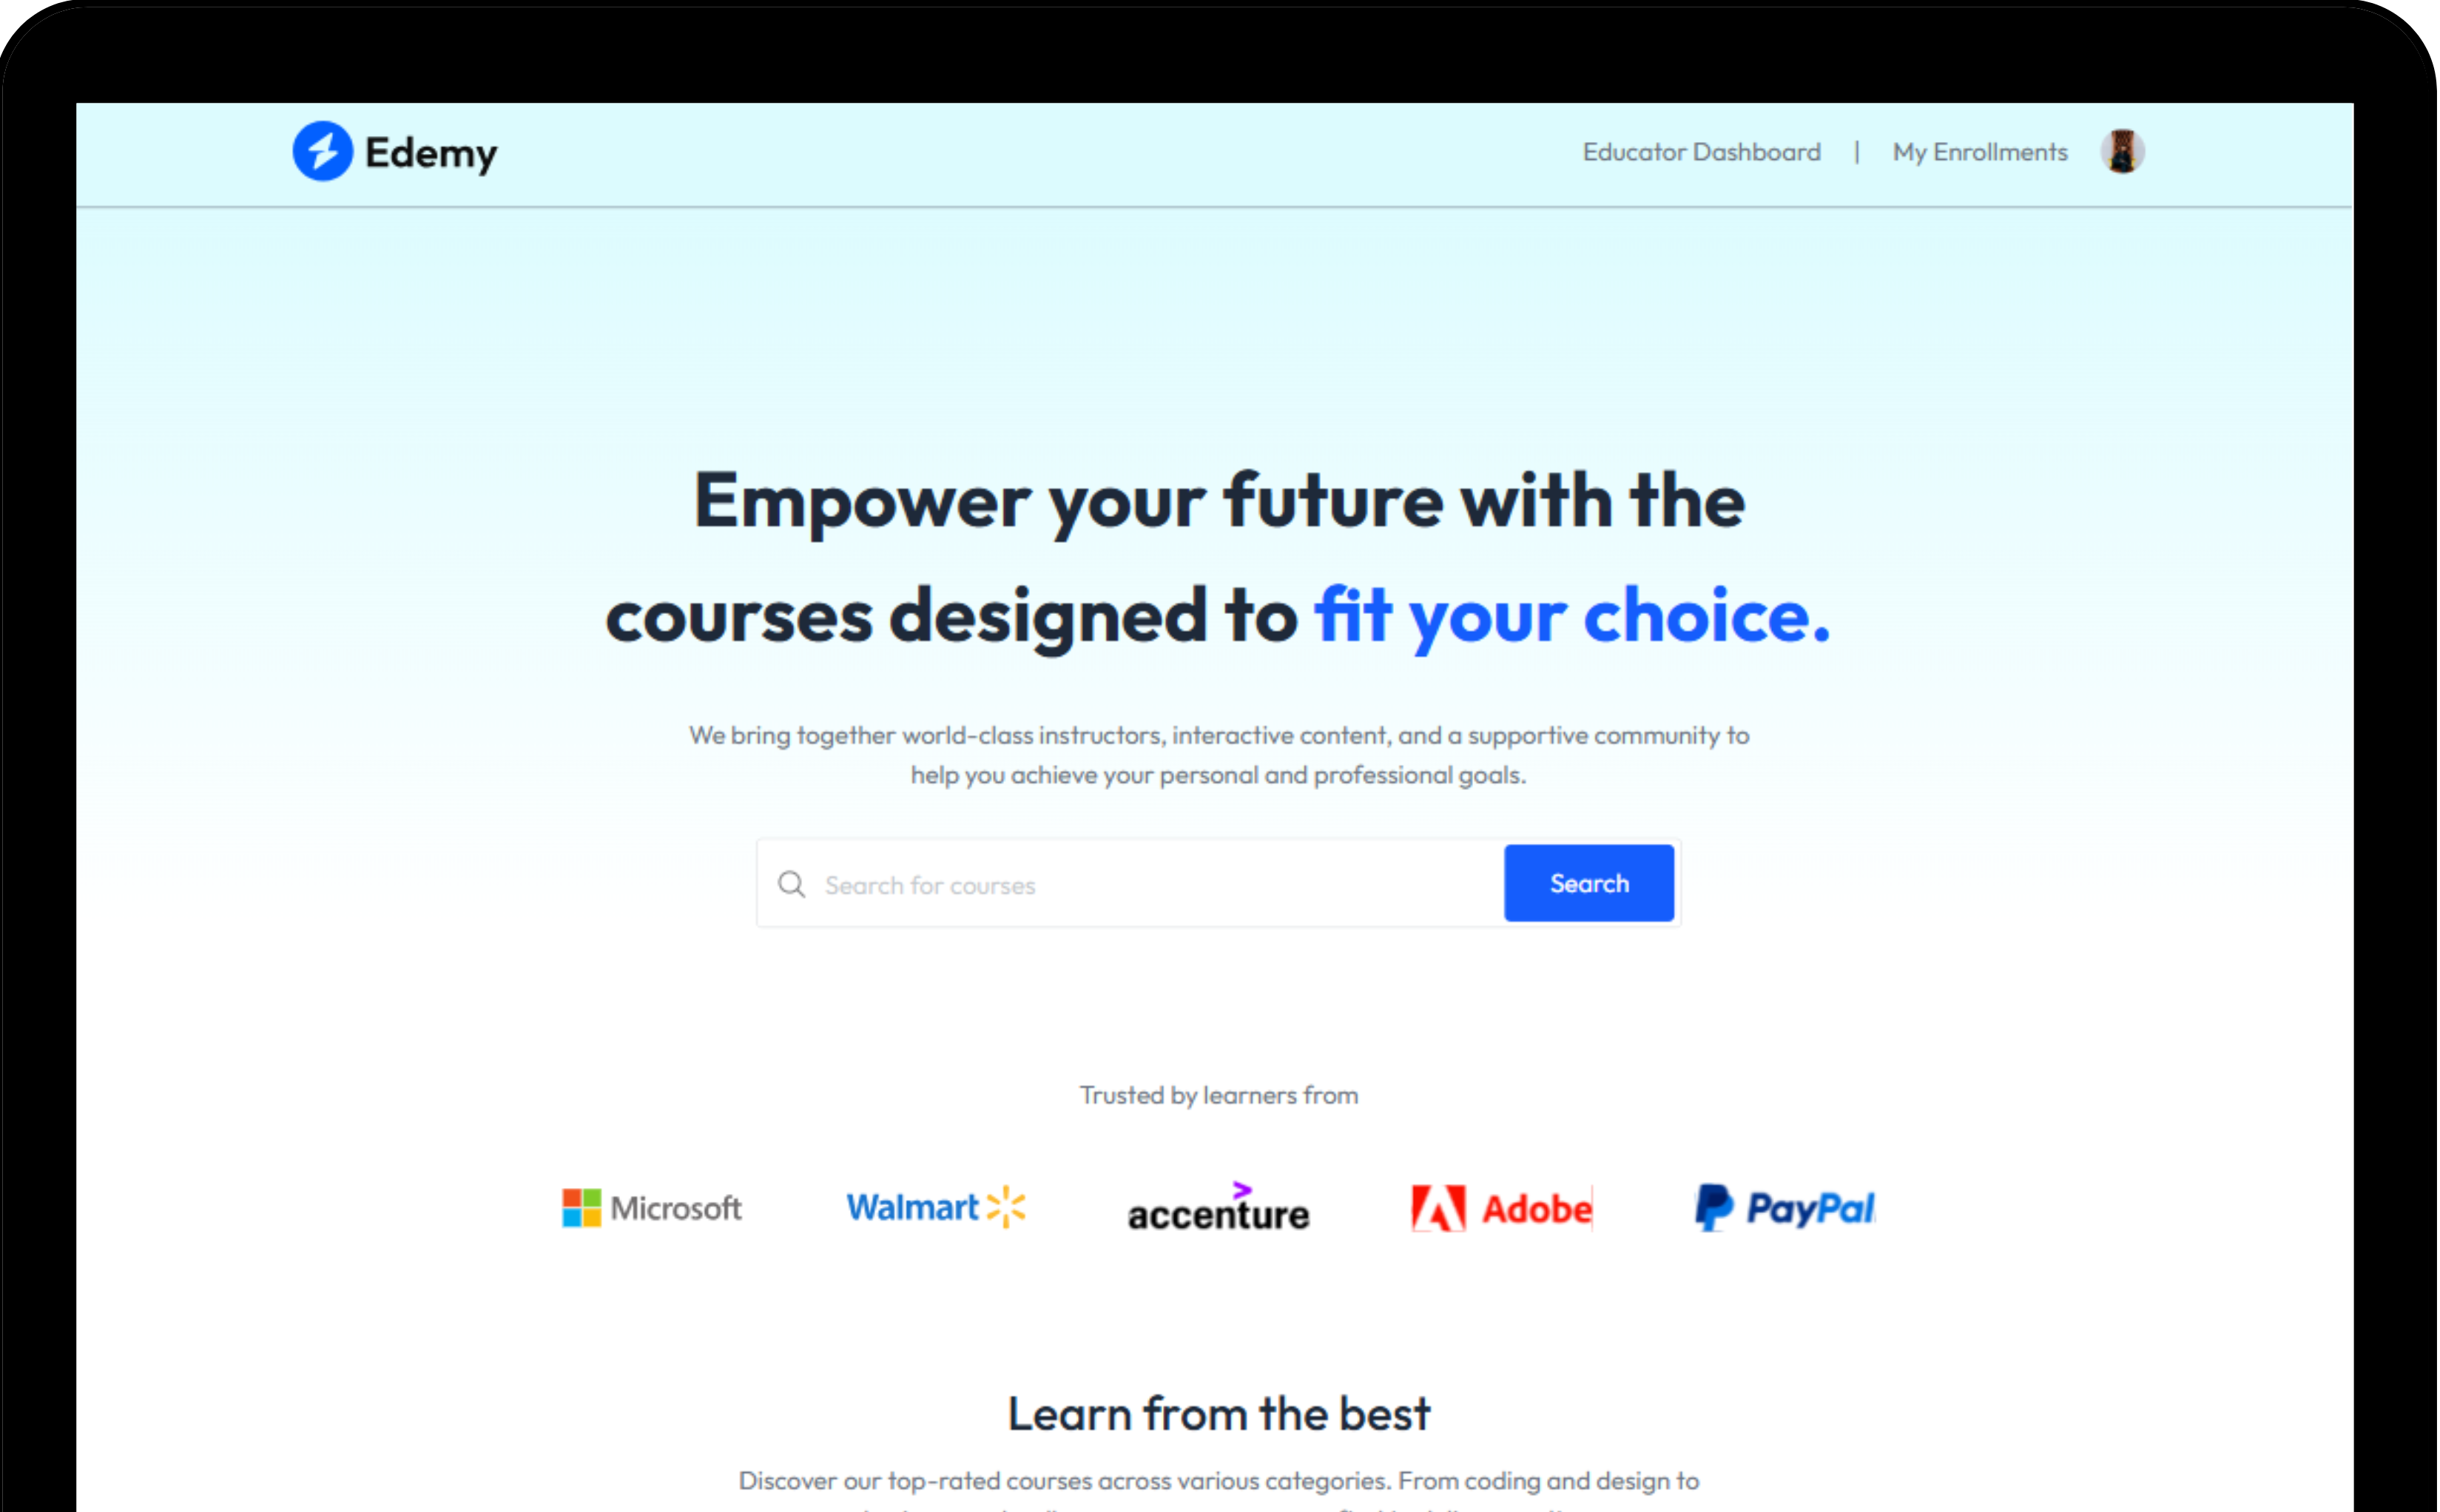 Edemy
Educator Dashboard | My Enrollments
Empower your future with the
courses designed to fit your choice.
We bring together world-class instructors, interactive content, and a supportive community to
help you achieve your personal and professional goals.
Search for courses
Search
Trusted by learners from
Microsoft
Walmart
accenture
Adobe
PayPal
Learn from the best
Discover our top-rated courses across various categories. From coding and design to